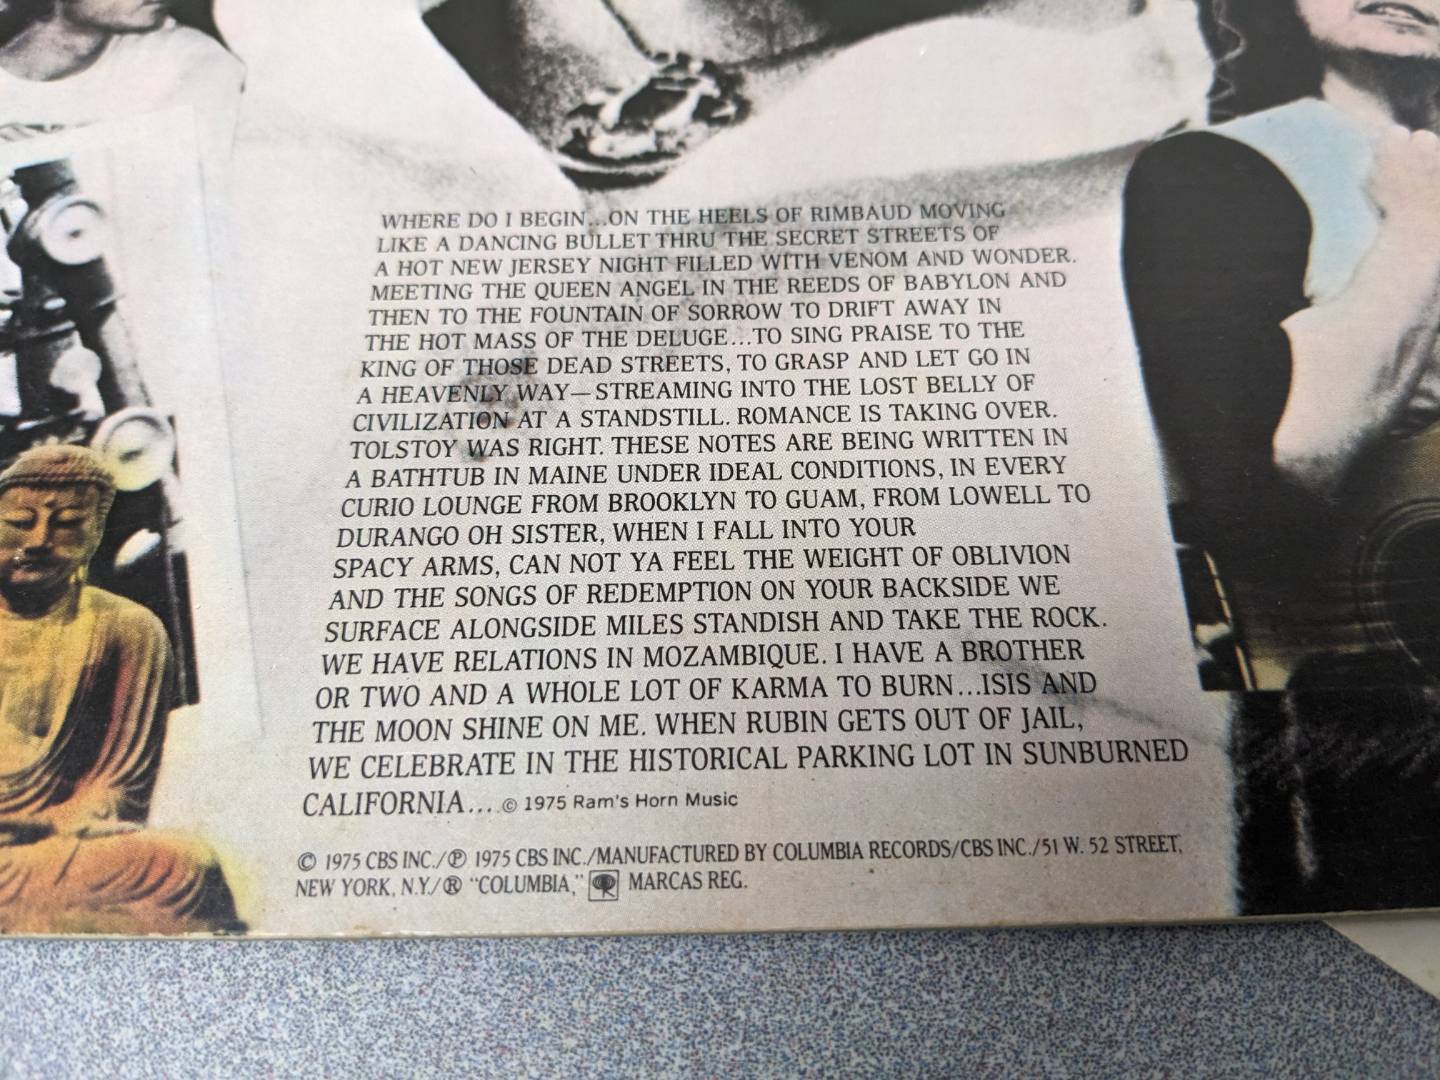 WHERE DO I BEGIN...ON THE HEELS OF RIMBAUD MOVING
LIKE A DANCING BULLET THRU THE SECRET STREETS OF
A HOT NEW JERSEY NIGHT FILLED WITH VENOM AND WONDER.
MEETING THE QUEEN ANGEL IN THE REEDS OF BABYLON AND
THEN TO THE FOUNTAIN OF SORROW TO DRIFT AWAY IN
THE HOT MASS OF THE DELUGE...TO SING PRAISE TO THE
KING OF THOSE DEAD STREETS, TO GRASP AND LET GO IN
A HEAVENLY WAY—STREAMING INTO THE LOST BELLY OF
CIVILIZATION AT A STANDSTILL. ROMANCE IS TAKING OVER.
TOLSTOY WAS RIGHT. THESE NOTES ARE BEING WRITTEN IN
A BATHTUB IN MAINE UNDER IDEAL CONDITIONS, IN EVERY
CURIO LOUNGE FROM BROOKLYN TO GUAM, FROM LOWELL TO
DURANGO OH SISTER, WHEN I FALL INTO YOUR
SPACY ARMS, CAN NOT YA FEEL THE WEIGHT OF OBLIVION
AND THE SONGS OF REDEMPTION ON YOUR BACKSIDE WE
SURFACE ALONGSIDE MILES STANDISH AND TAKE THE ROCK.
WE HAVE RELATIONS IN MOZAMBIQUE. I HAVE A BROTHER
OR TWO AND A WHOLE LOT OF KARMA TO BURN...ISIS AND
THE MOON SHINE ON ME. WHEN RUBIN GETS OUT OF JAIL,
WE CELEBRATE IN THE HISTORICAL PARKING LOT IN SUNBURNED
CALIFORNIA.... © 1975 Ram's Horn Music
© 1975 CBS INC./℗ 1975 CBS INC./MANUFACTURED BY COLUMBIA RECORDS/CBS INC./51 W. 52 STREET,
NEW YORK, N.Y./® "COLUMBIA," MARCAS REG.